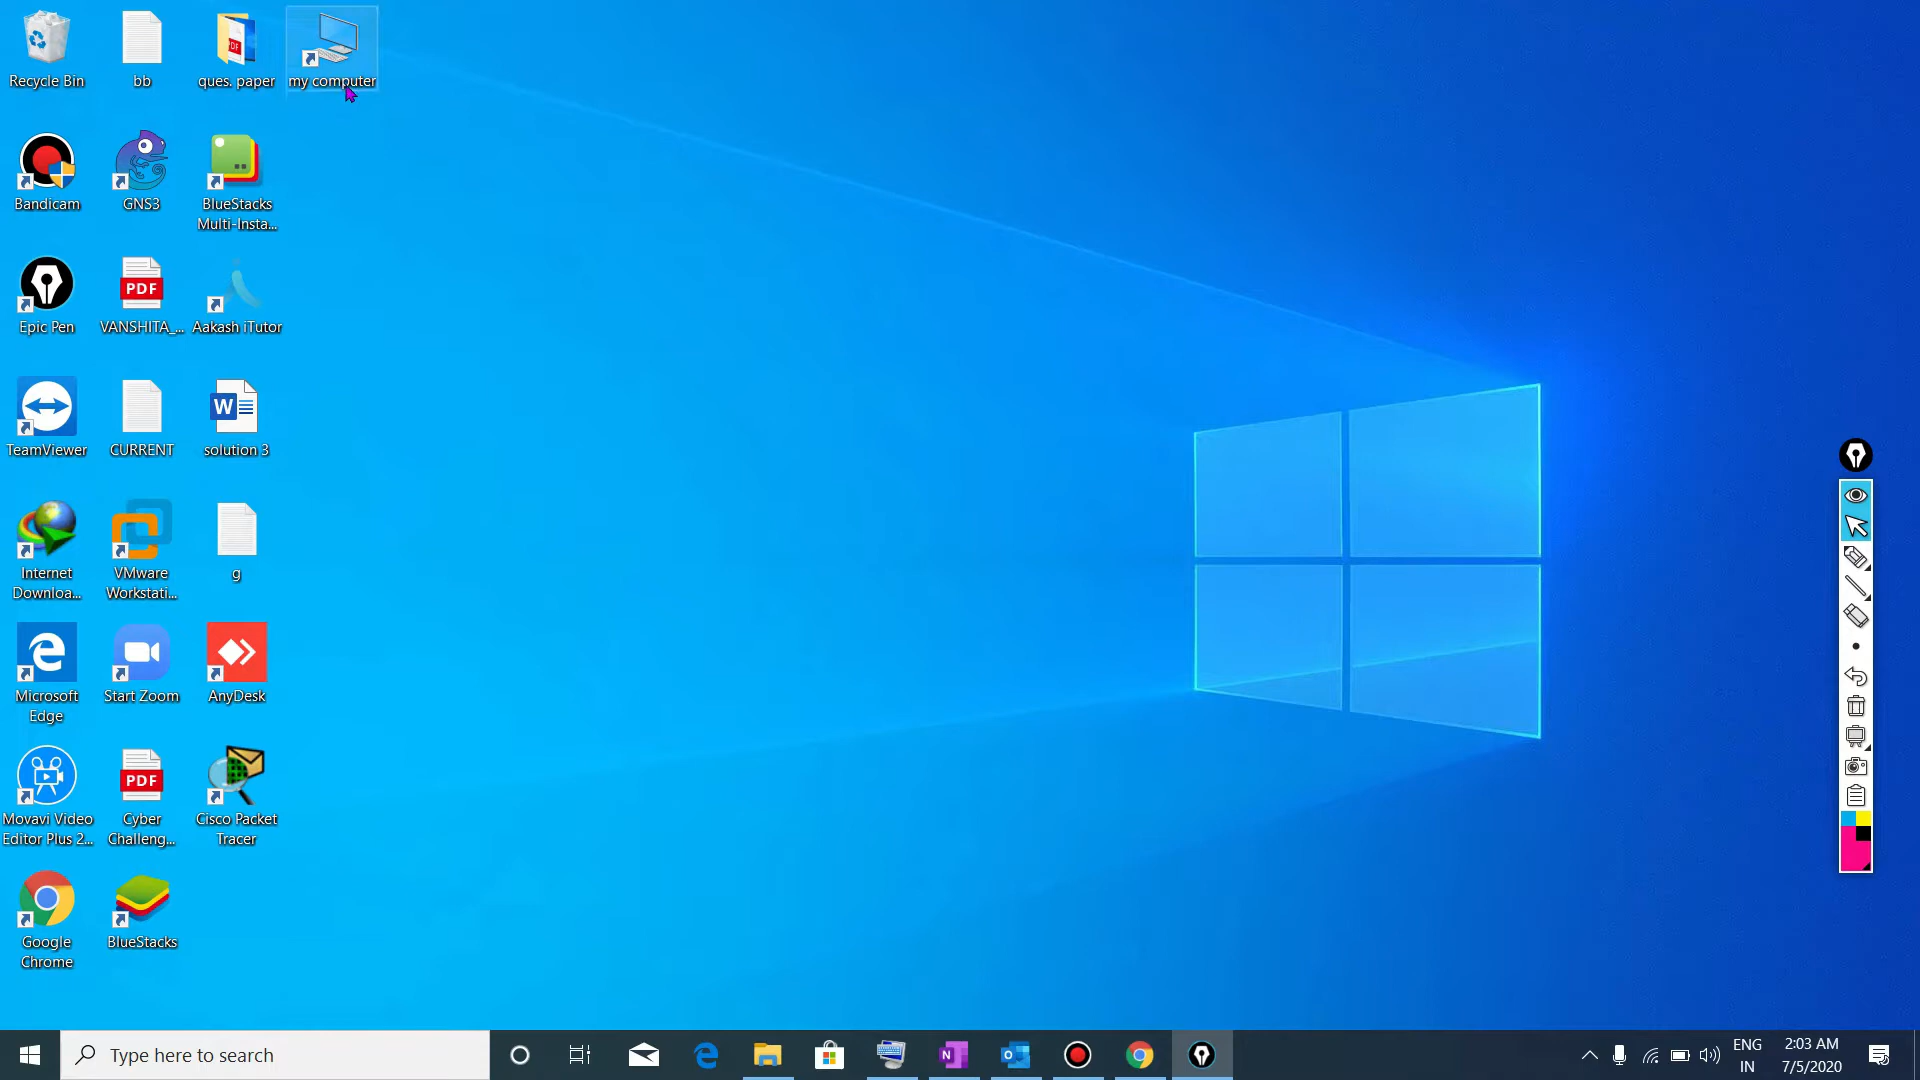 Recycle Bin
bb
ques. paper
my computer
Bandicam
GNS3
BlueStacks
Multi-Insta...
Epic Pen
PDF
VANSHITA_...
Aakash iTutor
TeamViewer
CURRENT
W
solution 3
Internet
Downloa...
VMware
Workstati...
g
Microsoft
Edge
Start Zoom
AnyDesk
Movavi Video
Editor Plus 2...
PDF
Cyber
Challeng...
Cisco Packet
Tracer
Google
Chrome
BlueStacks
Type here to search
N
ENG
IN
2:03 AM
7/5/2020